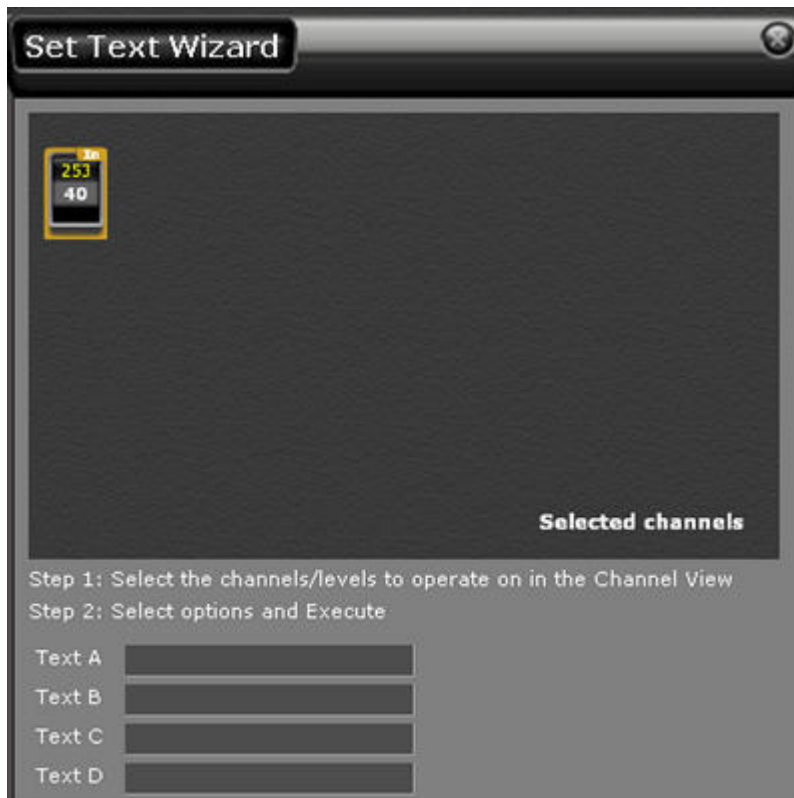 Set Text Wizard
In
253
40
Selected channels
Step 1: Select the channels/levels to operate on in the Channel View
Step 2: Select options and Execute
Text A
Text B
Text C
Text D